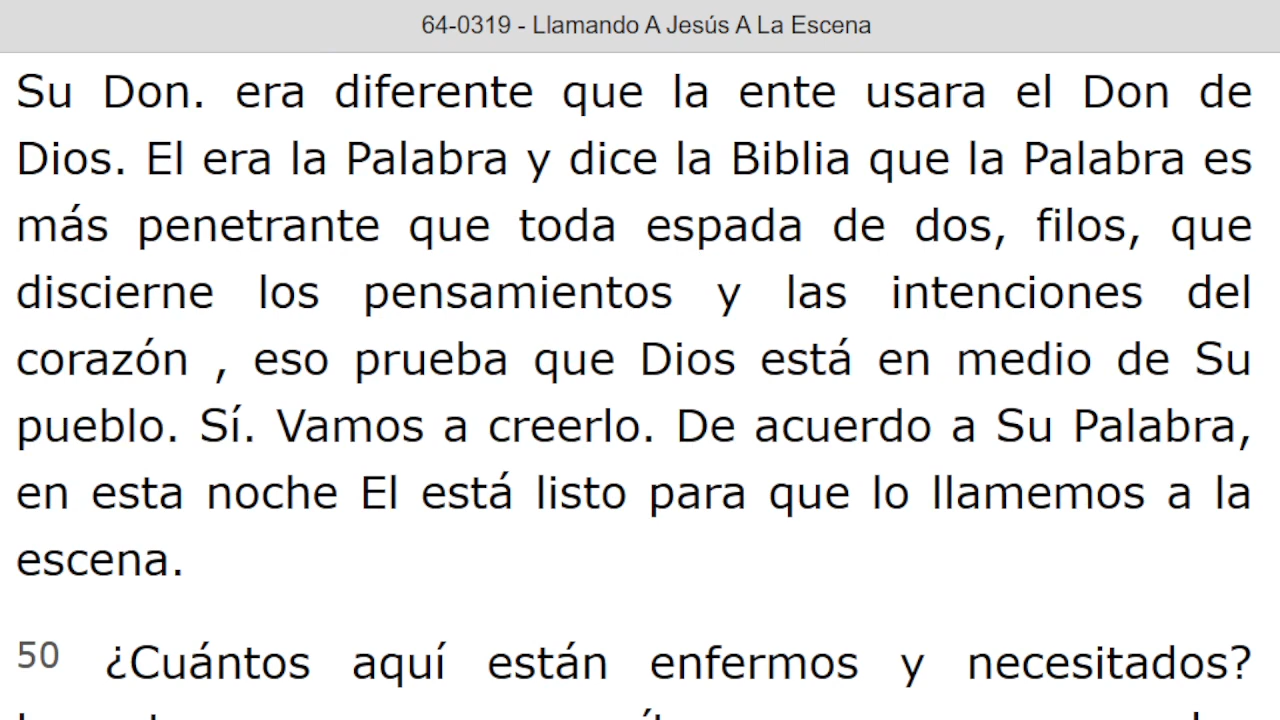 64-0319 - Llamando A Jesús A La Escena
Su Don. era diferente que la ente usara el Don de
Dios. El era la Palabra y dice la Biblia que la Palabra es
más penetrante que toda espada de dos, filos, que
discierne los pensamientos y las intenciones del
corazón , eso prueba que Dios está en medio de Su
pueblo. Sí. Vamos a creerlo. De acuerdo a Su Palabra,
en esta noche El está listo para que lo llamemos a la
escena.
50 ¿Cuántos aquí están enfermos y necesitados?